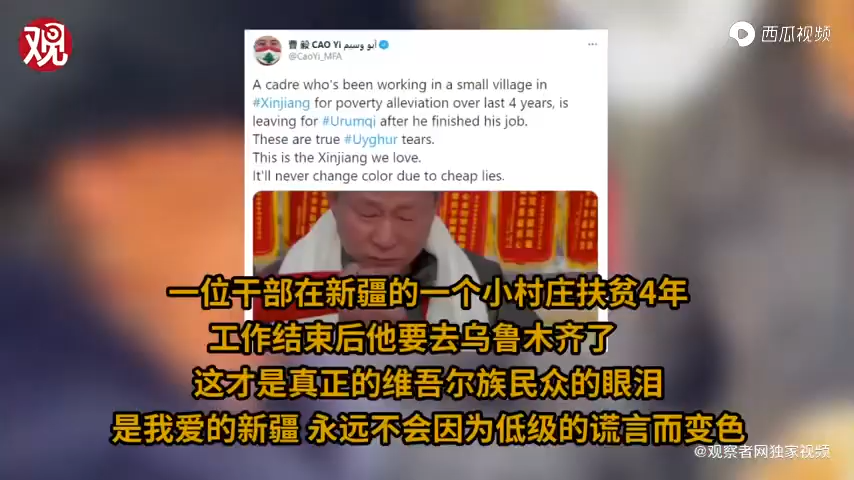 观
西瓜视频
曹 毅 CAO Yi أبو وسيم
@CaoYi_MFA
A cadre who's been working in a small village in
#Xinjiang for poverty alleviation over last 4 years, is
leaving for #Urumqi after he finished his job.
These are true #Uyghur tears.
This is the Xinjiang we love.
It'll never change color due to cheap lies.
一位干部在新疆的一个小村庄扶贫4年
工作结束后他要去乌鲁木齐了
这才是真正的维吾尔族民众的眼泪
是我爱的新疆 永远不会因为低级的谎言而变色
@观察者网独家视频